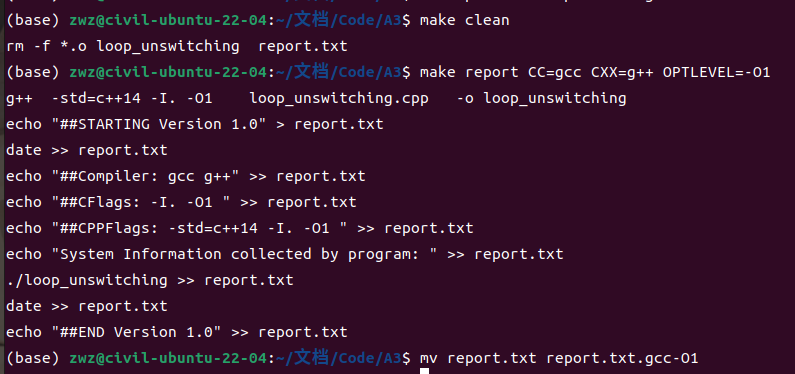 (base) zwz@civil-ubuntu-22-04:~/文档/Code/A3$ make clean
rm -f *.o loop_unswitching  report.txt
(base) zwz@civil-ubuntu-22-04:~/文档/Code/A3$ make report CC=gcc CXX=g++ OPTLEVEL=-O1
g++  -std=c++14 -I. -O1    loop_unswitching.cpp   -o loop_unswitching
echo "##STARTING Version 1.0" > report.txt
date >> report.txt
echo "##Compiler: gcc g++" >> report.txt
echo "##CFlags: -I. -O1 " >> report.txt
echo "##CPPFlags: -std=c++14 -I. -O1 " >> report.txt
echo "System Information collected by program: " >> report.txt
./loop_unswitching >> report.txt
date >> report.txt
echo "##END Version 1.0" >> report.txt
(base) zwz@civil-ubuntu-22-04:~/文档/Code/A3$ mv report.txt report.txt.gcc-O1